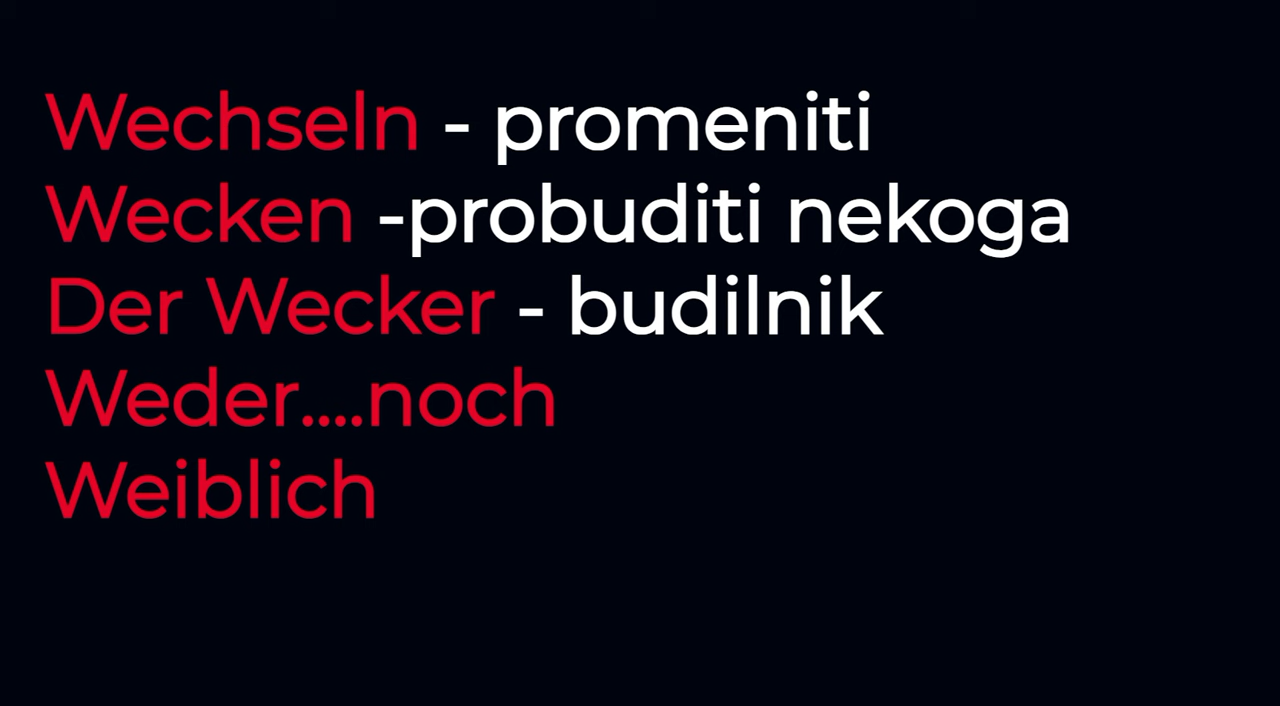 Wechseln - promeniti
Wecken -probuditi nekoga
Der Wecker - budilnik
Weder....noch
Weiblich